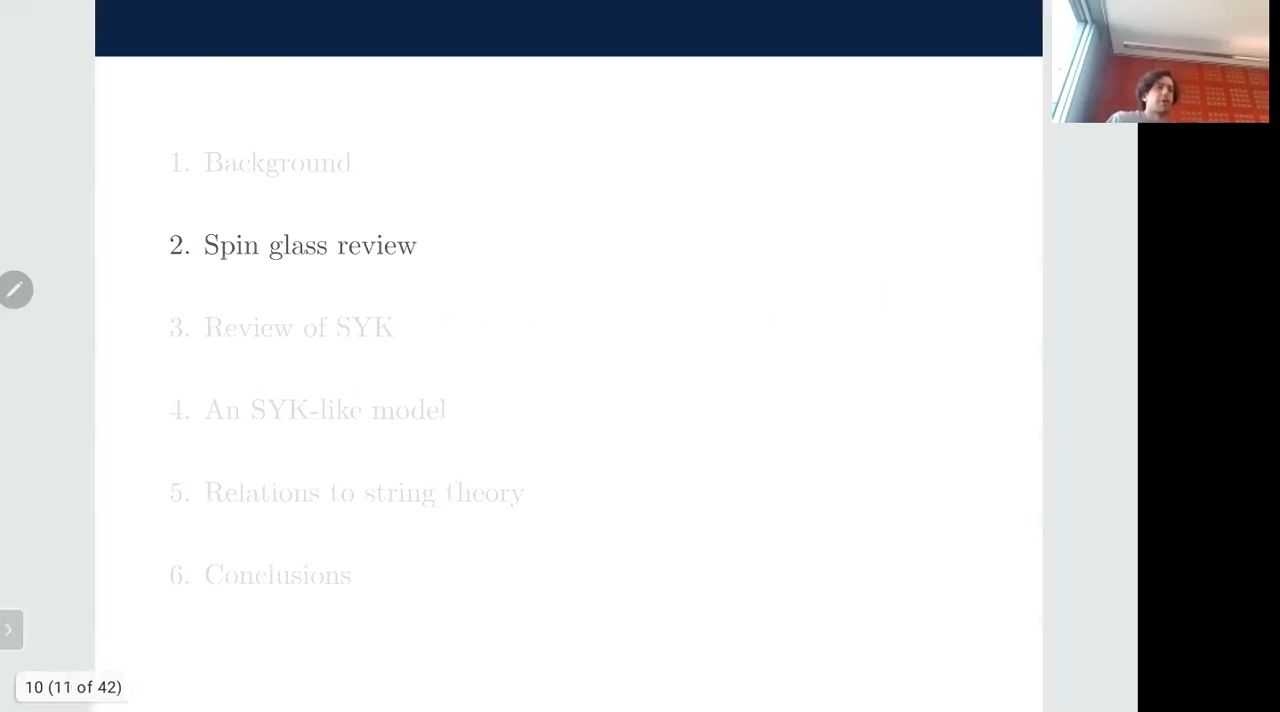 1. Background
2. Spin glass review
3. Review of SYK
4. An SYK-like model
5. Relations to string theory
6. Conclusions
10 (11 of 42)